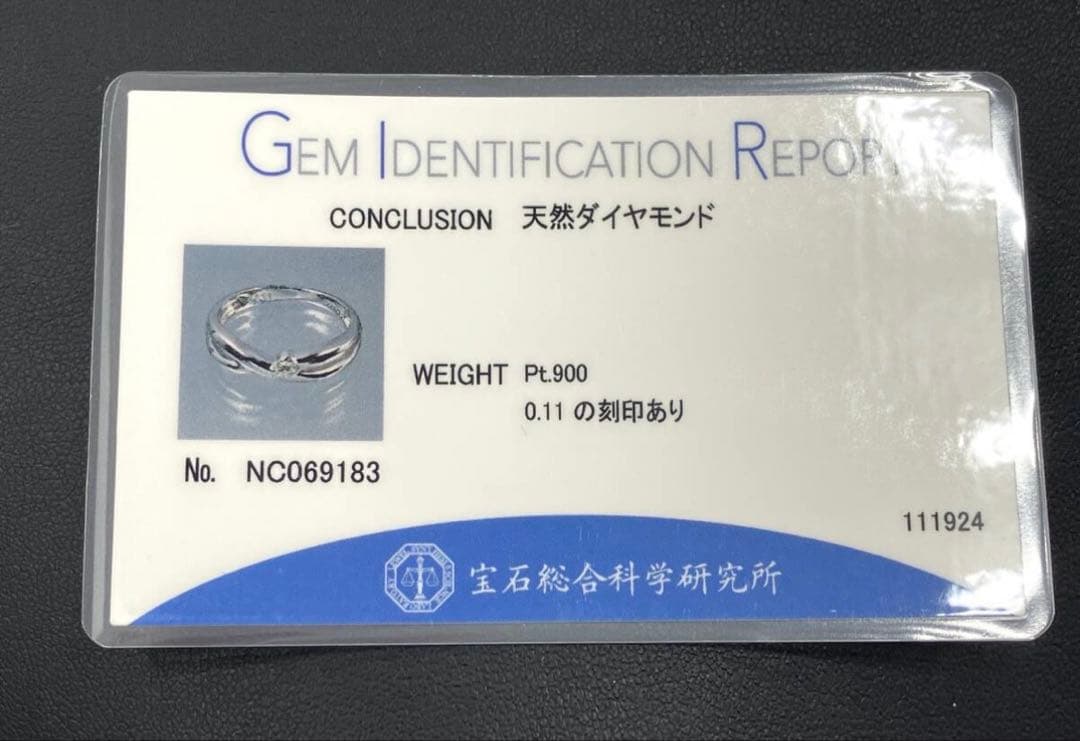 GEM IDENTIFICATION REPORT
CONCLUSION 天然ダイヤモンド
WEIGHT Pt.900
0.11 の刻印あり
No. NC069183
111924
宝石総合科学研究所